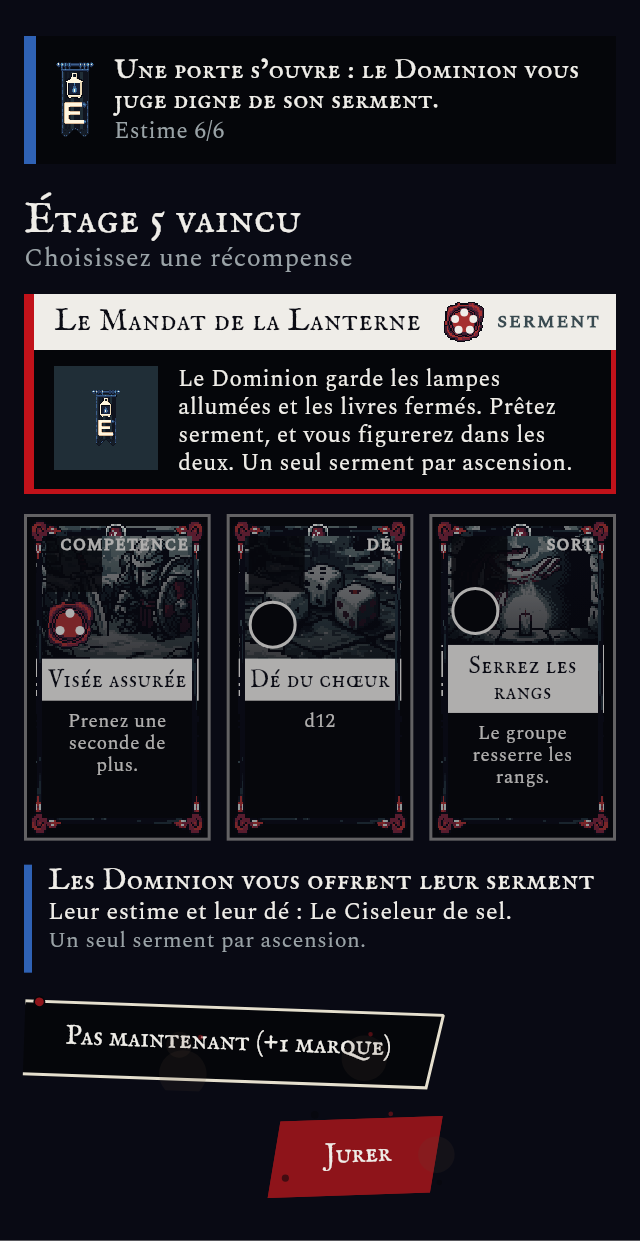 Une porte s'ouvre : le Dominion vous
juge digne de son serment.
E
Estime 6/6
Étage 5 vaincu
Choisissez une récompense
Le Mandat de la Lanterne
SERMENT
E
Le Dominion garde les lampes
allumées et les livres fermés. Prêtez
serment, et vous figurerez dans les
deux. Un seul serment par ascension.
COMPÉTENCE
Visée assurée
Prenez une
seconde de
plus.
DÉ
Dé du chœur
d12
SORT
Serrez les
rangs
Le groupe
resserre les
rangs.
Les Dominion vous offrent leur serment
Leur estime et leur dé : Le Ciseleur de sel.
Un seul serment par ascension.
Pas maintenant (+1 marque)
Jurer